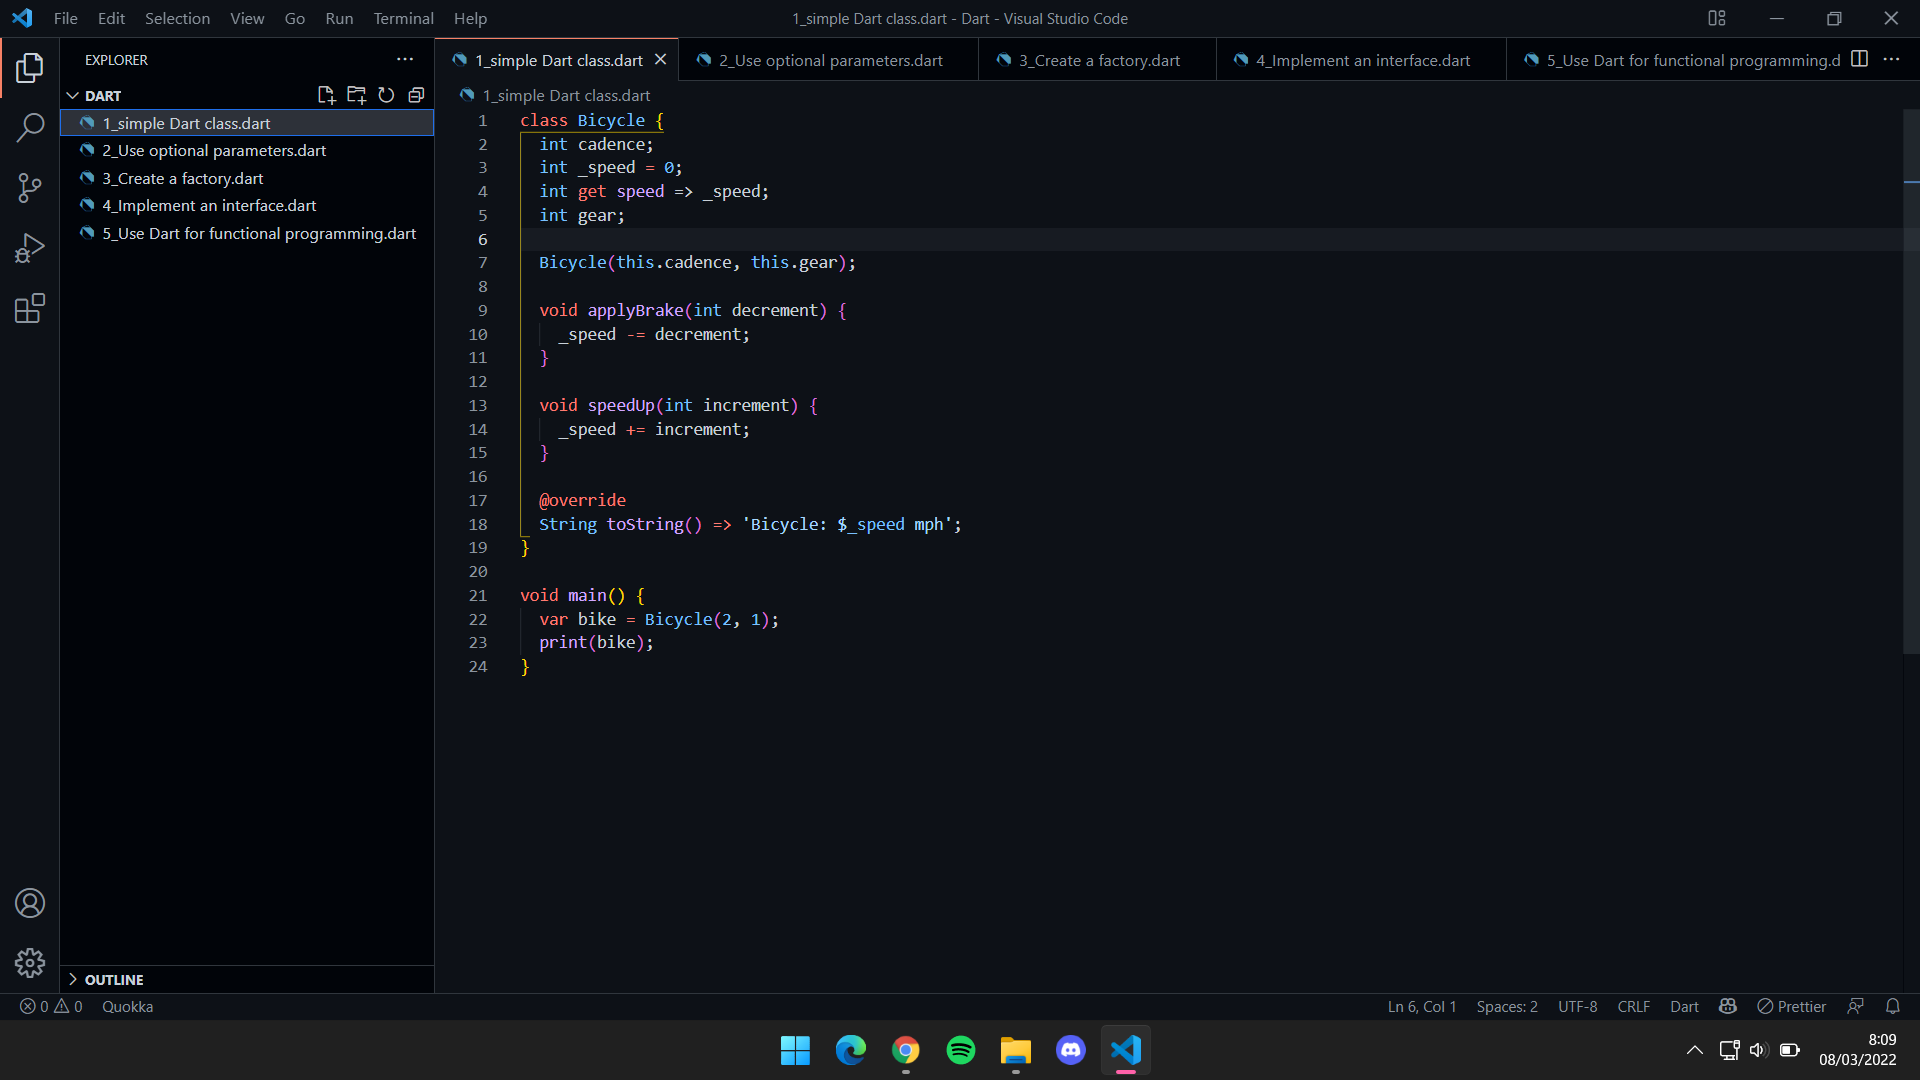 File Edit Selection View Go Run Terminal Help
1_simple Dart class.dart - Dart - Visual Studio Code
EXPLORER
DART
1_simple Dart class.dart
2_Use optional parameters.dart
3_Create a factory.dart
4_Implement an interface.dart
5_Use Dart for functional programming.dart
OUTLINE
1_simple Dart class.dart
2_Use optional parameters.dart
3_Create a factory.dart
4_Implement an interface.dart
5_Use Dart for functional programming.d
1_simple Dart class.dart
1 class Bicycle {
2 int cadence;
3 int _speed = 0;
4 int get speed => _speed;
5 int gear;
6
7 Bicycle(this.cadence, this.gear);
8
9 void applyBrake(int decrement) {
10 _speed -= decrement;
11 }
12
13 void speedUp(int increment) {
14 _speed += increment;
15 }
16
17 @override
18 String toString() => 'Bicycle: $_speed mph';
19 }
20
21 void main() {
22 var bike = Bicycle(2, 1);
23 print(bike);
24 }
0 0 Quokka
Ln 6, Col 1 Spaces: 2 UTF-8 CRLF Dart Prettier
8:09
08/03/2022